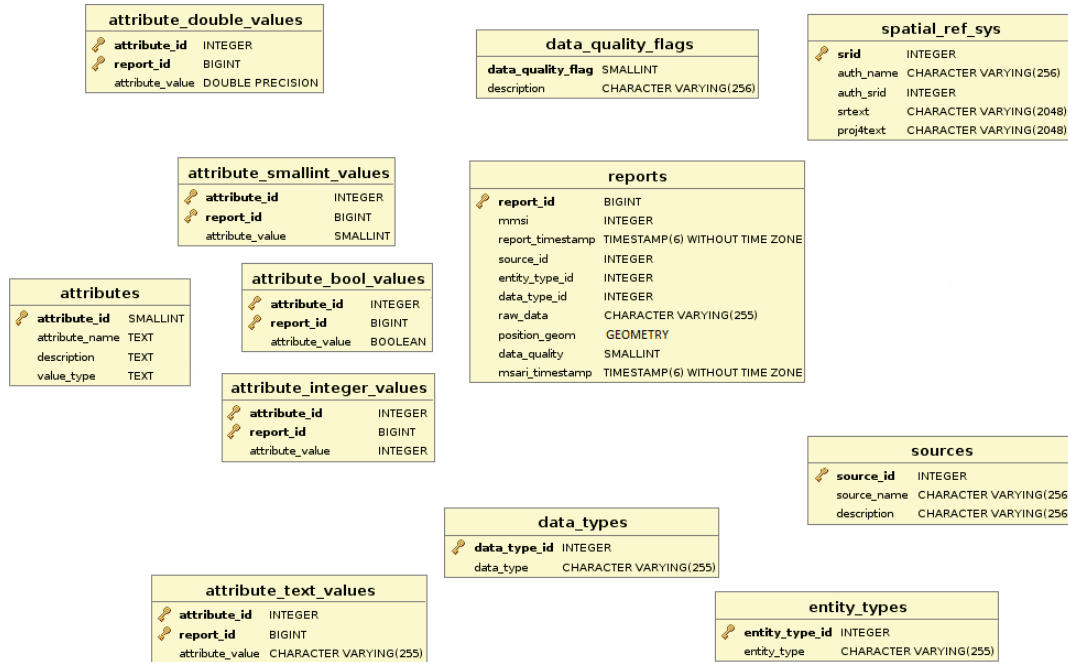 attribute_double_values
attribute_id INTEGER
report_id BIGINT
attribute_value DOUBLE PRECISION
data_quality_flags
data_quality_flag SMALLINT
description CHARACTER VARYING(256)
spatial_ref_sys
srid INTEGER
auth_name CHARACTER VARYING(256)
auth_srid INTEGER
srtext CHARACTER VARYING(2048)
proj4text CHARACTER VARYING(2048)
attribute_smallint_values
attribute_id INTEGER
report_id BIGINT
attribute_value SMALLINT
reports
report_id BIGINT
mmsi INTEGER
report_timestamp TIMESTAMP(6) WITHOUT TIME ZONE
source_id INTEGER
entity_type_id INTEGER
data_type_id INTEGER
raw_data CHARACTER VARYING(255)
position_geom GEOMETRY
data_quality SMALLINT
msari_timestamp TIMESTAMP(6) WITHOUT TIME ZONE
attribute_bool_values
attribute_id INTEGER
report_id BIGINT
attribute_value BOOLEAN
attributes
attribute_id SMALLINT
attribute_name TEXT
description TEXT
value_type TEXT
attribute_integer_values
attribute_id INTEGER
report_id BIGINT
attribute_value INTEGER
sources
source_id INTEGER
source_name CHARACTER VARYING(256
description CHARACTER VARYING(256
data_types
data_type_id INTEGER
data_type CHARACTER VARYING(255)
attribute_text_values
attribute_id INTEGER
report_id BIGINT
attribute_value CHARACTER VARYING(255)
entity_types
entity_type_id INTEGER
entity_type CHARACTER VARYING(255)